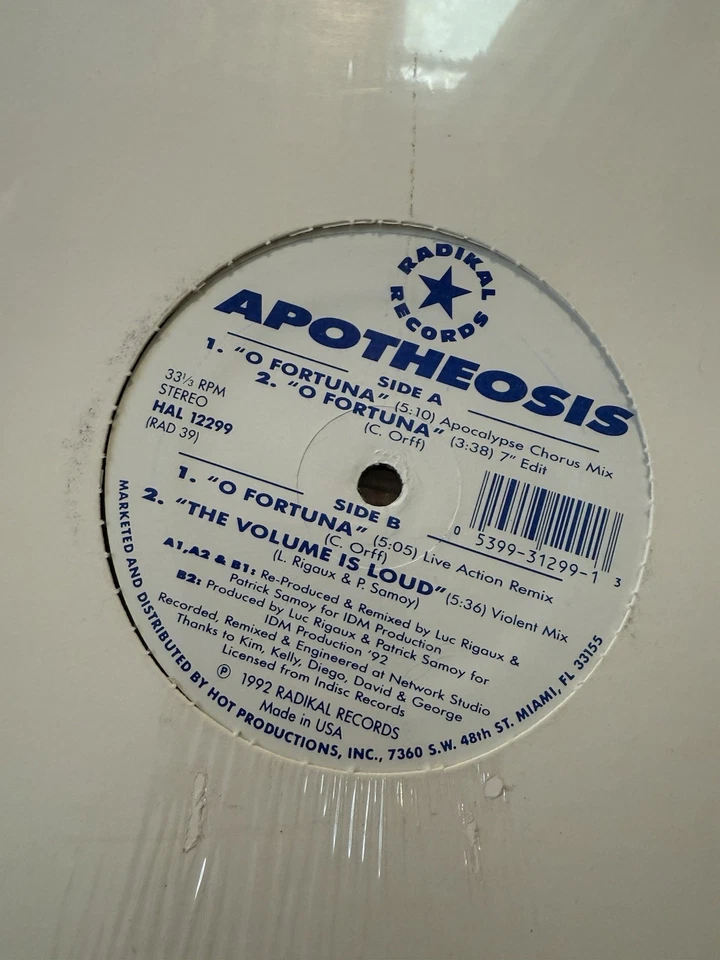 RADIKAL RECORDS
APOTHEOSIS
SIDE A
1. "O FORTUNA" (5:10) Apocalypse Chorus Mix
2. "O FORTUNA" (3:38) 7" Edit
(C. Orff)
33⅓ RPM
STEREO
HAL 12299
(RAD 39)
SIDE B
1. "O FORTUNA" (5:05) Live Action Remix
(C. Orff)
2. "THE VOLUME IS LOUD" (5:36) Violent Mix
(L. Rigaux & P. Samoy)
0 5399-31299-1 3
A1,A2 & B1: Re-Produced & Remixed by Luc Rigaux &
Patrick Samoy for IDM Production
B2: Produced by Luc Rigaux & Patrick Samoy for
IDM Production '92
Recorded, Remixed & Engineered at Network Studio
Thanks to Kim, Kelly, Diego, David & George
Licensed from Indisc Records
℗ 1992 RADIKAL RECORDS
Made in USA
MARKETED AND DISTRIBUTED BY HOT PRODUCTIONS, INC., 7360 S.W. 48th ST. MIAMI, FL 33155